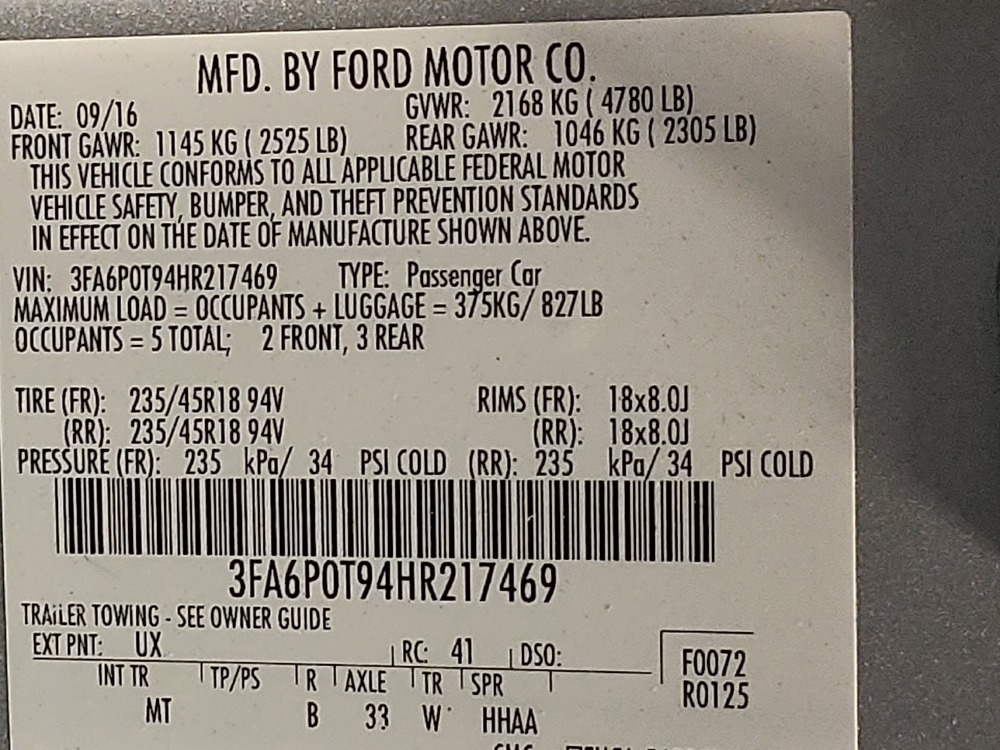 MFD. BY FORD MOTOR CO.
DATE: 09/16 GVWR: 2168 KG ( 4780 LB)
FRONT GAWR: 1145 KG ( 2525 LB) REAR GAWR: 1046 KG ( 2305 LB)
THIS VEHICLE CONFORMS TO ALL APPLICABLE FEDERAL MOTOR
VEHICLE SAFETY, BUMPER, AND THEFT PREVENTION STANDARDS
IN EFFECT ON THE DATE OF MANUFACTURE SHOWN ABOVE.
VIN: 3FA6P0T94HR217469 TYPE: Passenger Car
MAXIMUM LOAD = OCCUPANTS + LUGGAGE = 375KG/ 827LB
OCCUPANTS = 5 TOTAL; 2 FRONT, 3 REAR
TIRE (FR): 235/45R18 94V RIMS (FR): 18x8.0J
(RR): 235/45R18 94V (RR): 18x8.0J
PRESSURE (FR): 235 kPa/ 34 PSI COLD (RR): 235 kPa/ 34 PSI COLD
3FA6P0T94HR217469
TRAILER TOWING - SEE OWNER GUIDE
EXT PNT: UX RC: 41 DSO:
F0072
INT TR TP/PS R AXLE TR SPR
R0125
MT B 33 W HHAA